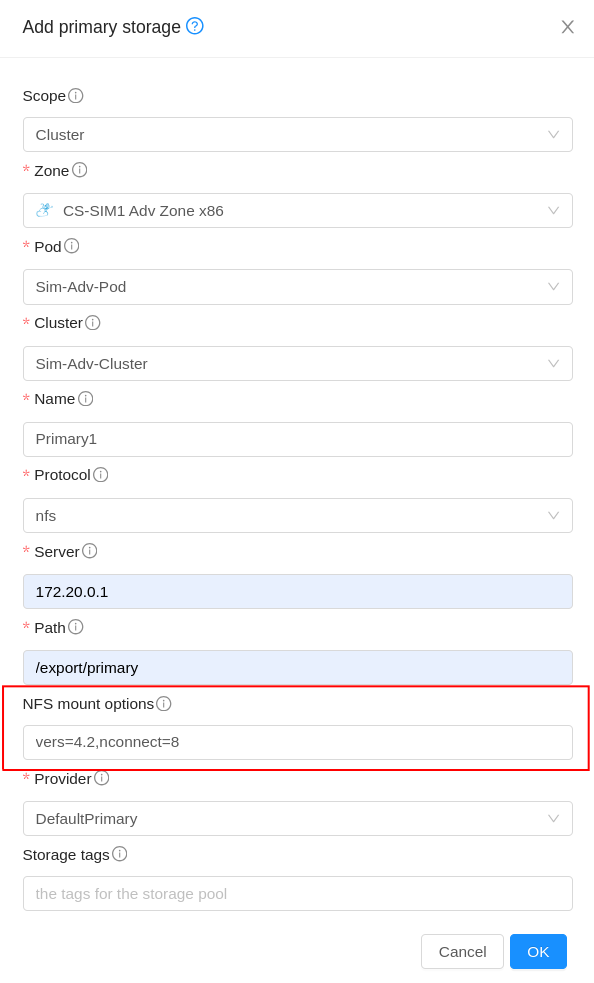 Add primary storage
Scope
Cluster
* Zone
CS-SIM1 Adv Zone x86
* Pod
Sim-Adv-Pod
* Cluster
Sim-Adv-Cluster
* Name
Primary1
* Protocol
nfs
* Server
172.20.0.1
* Path
/export/primary
NFS mount options
vers=4.2,nconnect=8
* Provider
DefaultPrimary
Storage tags
the tags for the storage pool
Cancel OK